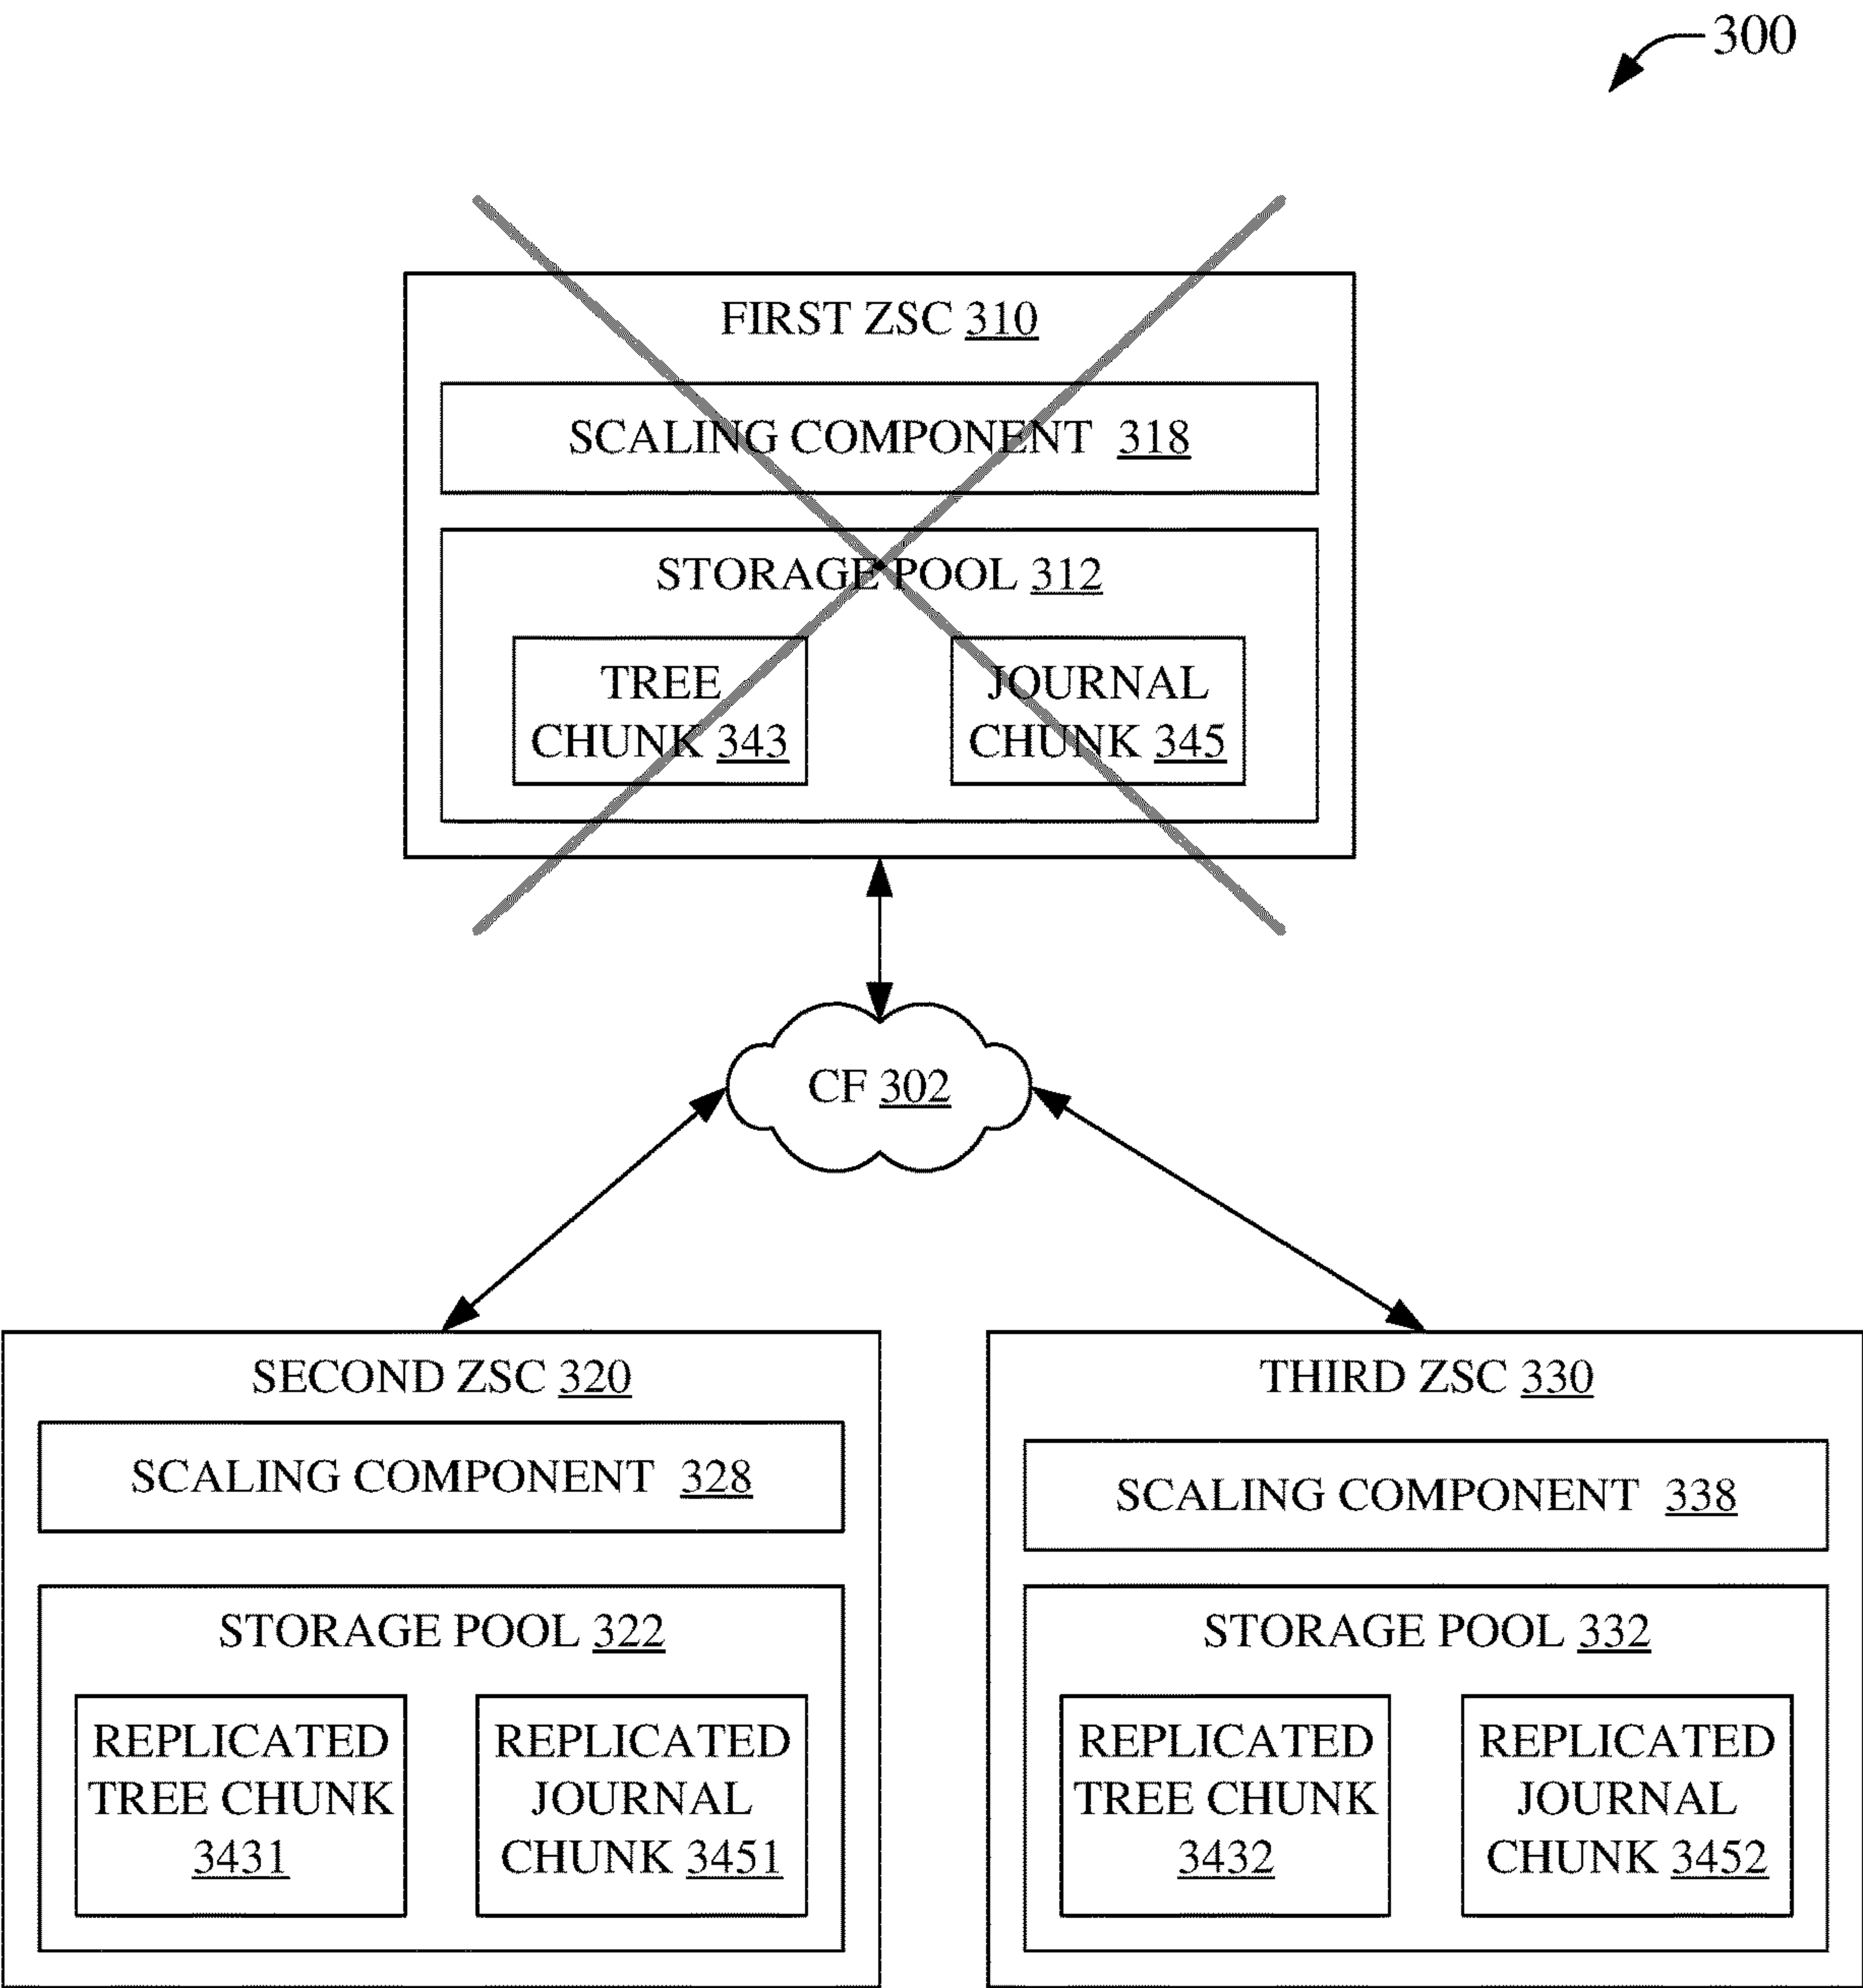 300
FIRST ZSC 310
SCALING COMPONENT 318
STORAGE POOL 312
TREE
CHUNK 343
JOURNAL
CHUNK 345
CF 302
SECOND ZSC 320
SCALING COMPONENT 328
STORAGE POOL 322
REPLICATED
TREE CHUNK
3431
REPLICATED
JOURNAL
CHUNK 3451
THIRD ZSC 330
SCALING COMPONENT 338
STORAGE POOL 332
REPLICATED
TREE CHUNK
3432
REPLICATED
JOURNAL
CHUNK 3452